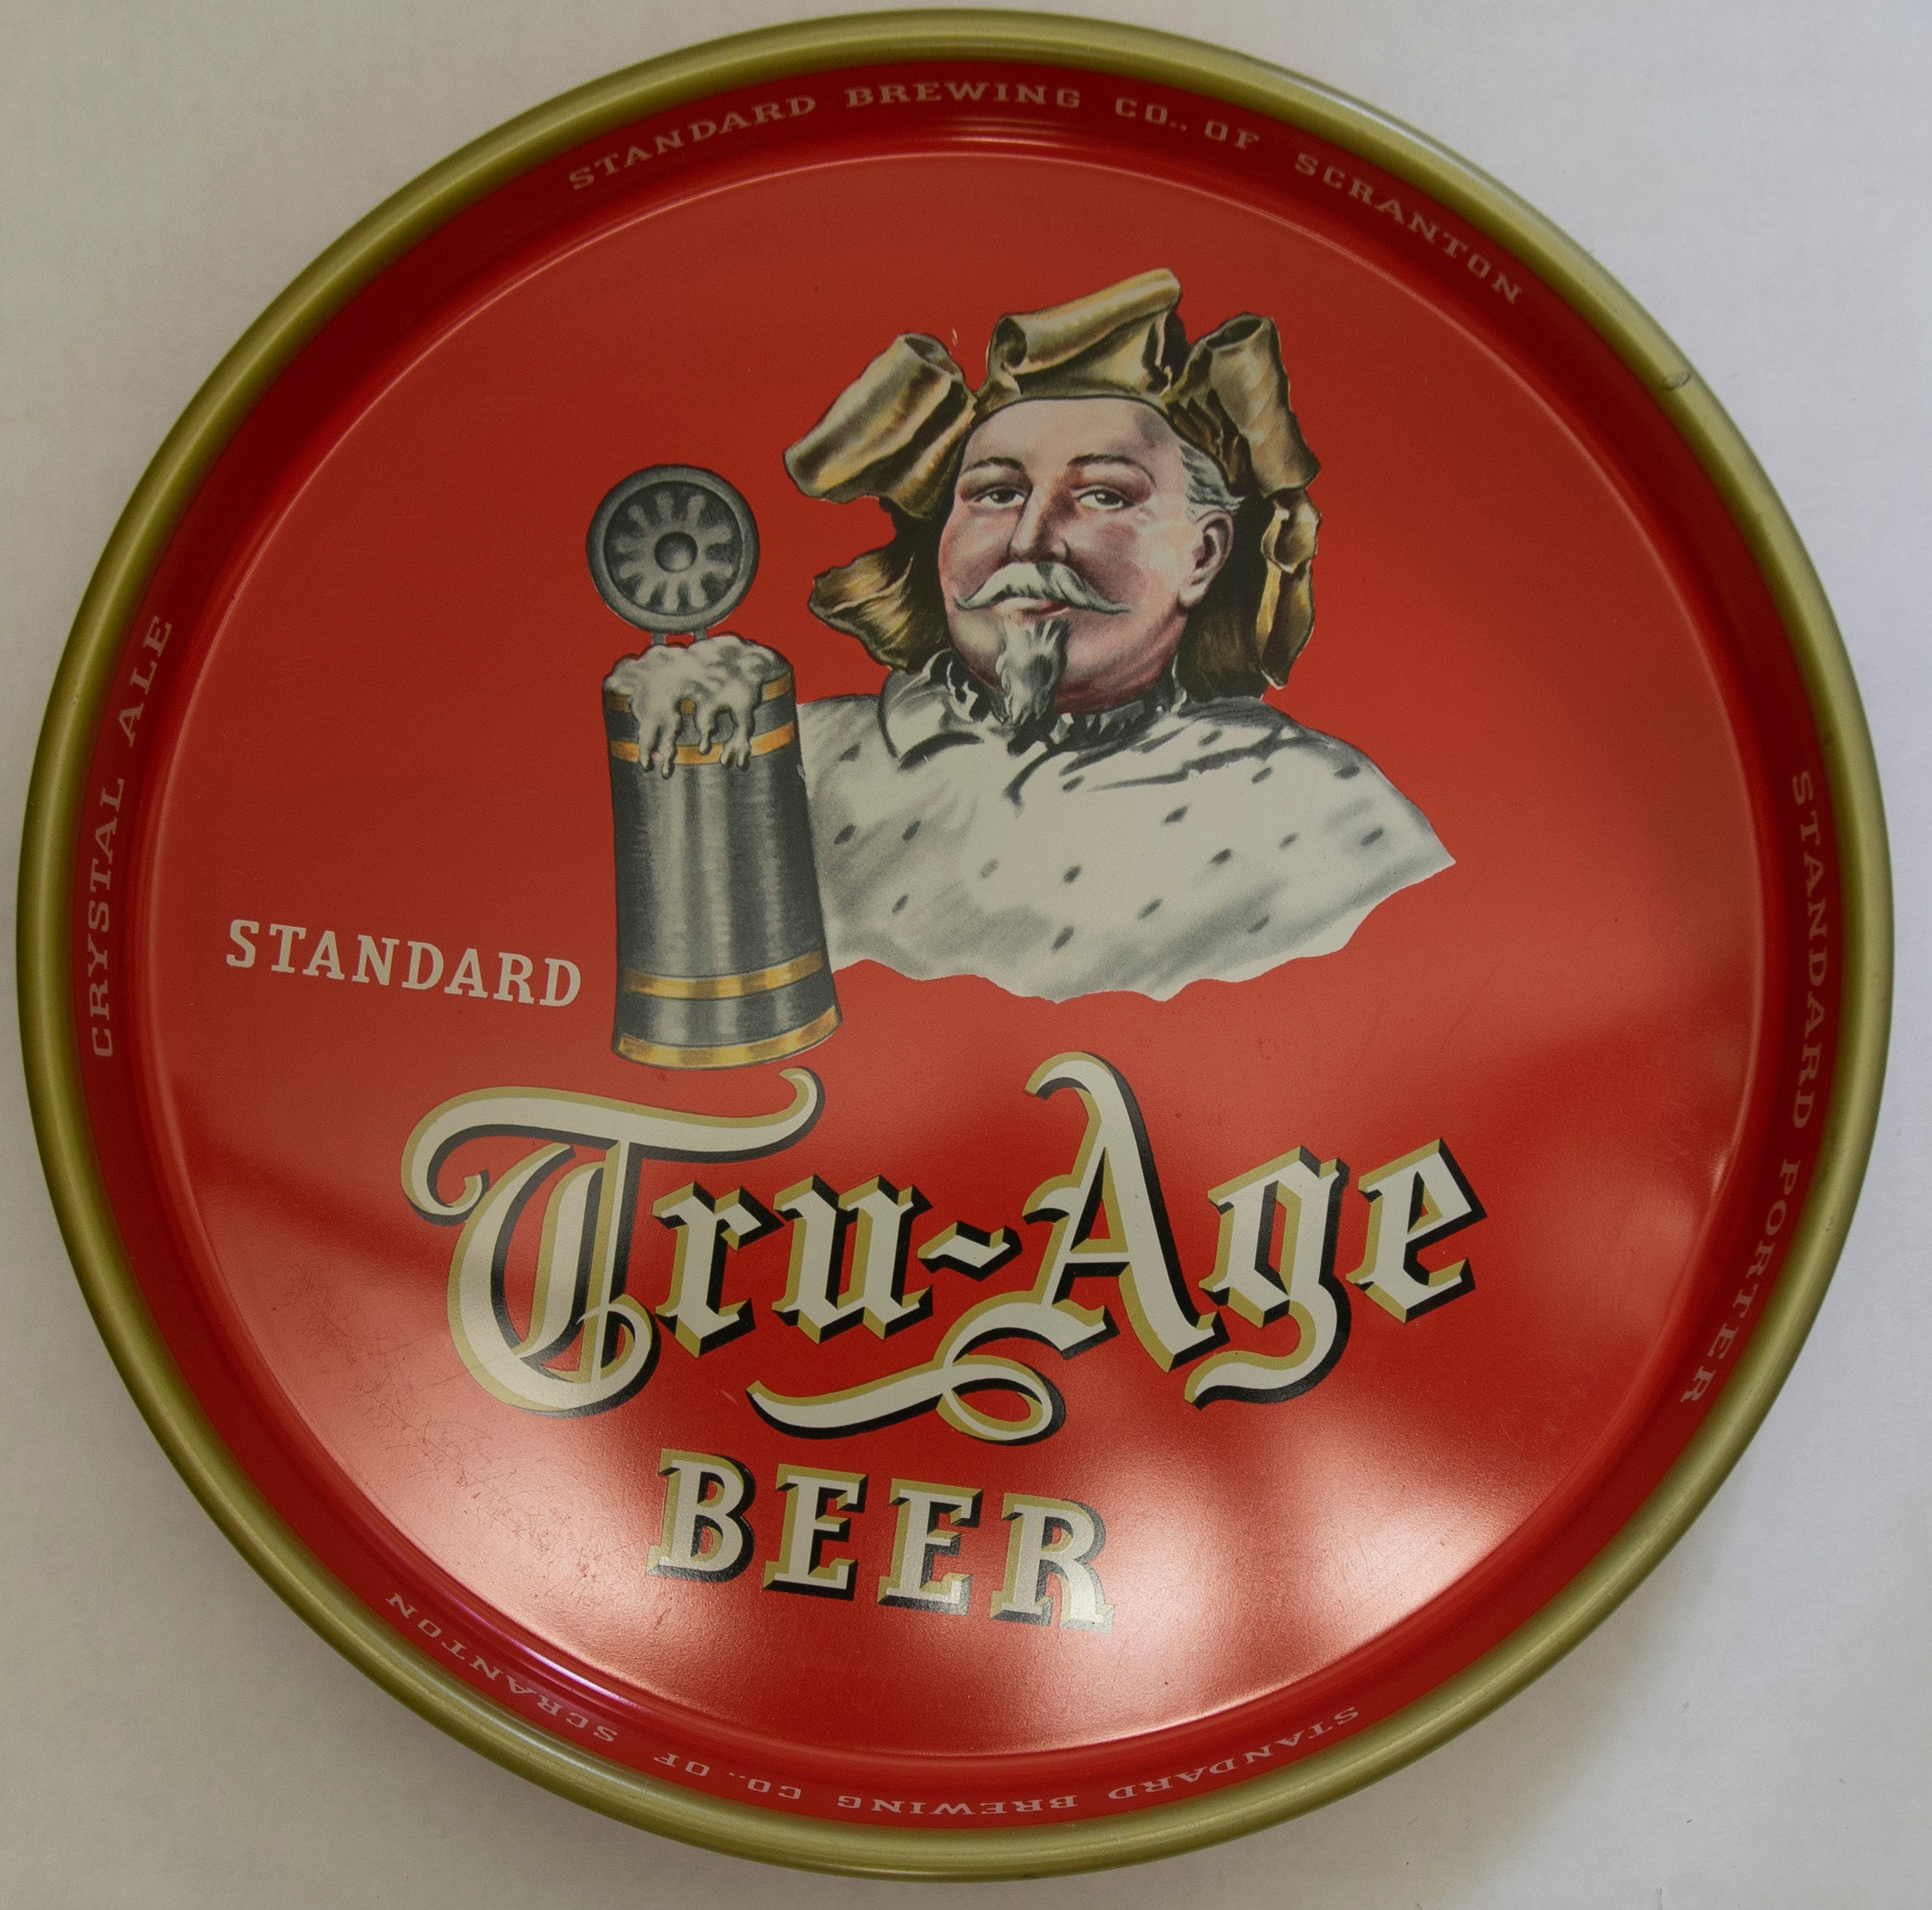 STANDARD BREWING CO., OF SCRANTON
CRYSTAL ALE
STANDARD PORTER
STANDARD
Tru-Age
BEER
STANDARD BREWING CO., OF SCRANTON